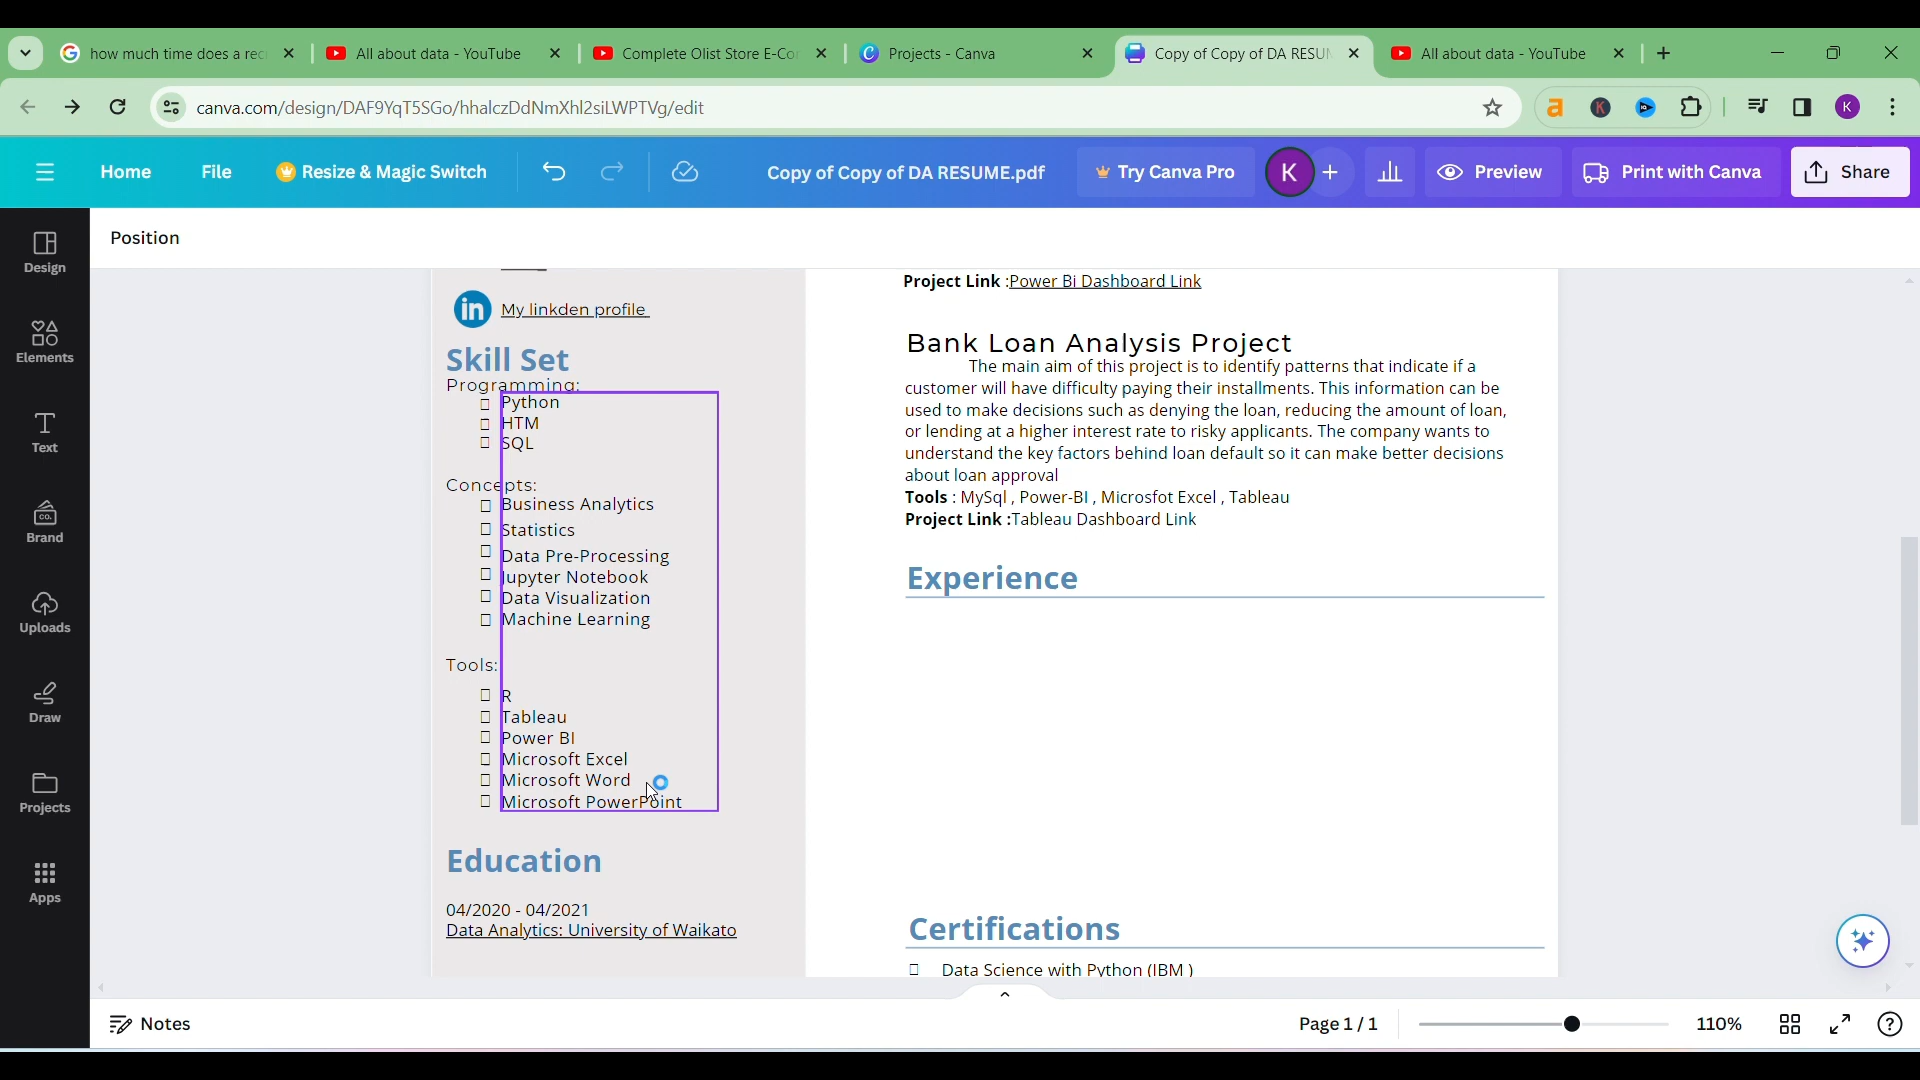 how much time does a rec
All about data - YouTube
Complete Olist Store E-Co
Projects - Canva
Copy of Copy of DA RESUM
All about data - YouTube
canva.com/design/DAF9YqT5SGo/hhalczDdNmXhl2siLWPTVg/edit
Home
File
Resize & Magic Switch
Copy of Copy of DA RESUME.pdf
Try Canva Pro
K
Preview
Print with Canva
Share
Position
Design
Elements
Text
Brand
Uploads
Draw
Projects
Apps
in My linkden profile
Skill Set
Programming:
Python
HTM
SQL
Concepts:
Business Analytics
Statistics
Data Pre-Processing
Jupyter Notebook
Data Visualization
Machine Learning
Tools:
R
Tableau
Power BI
Microsoft Excel
Microsoft Word
Microsoft PowerPoint
Education
04/2020 - 04/2021
Data Analytics: University of Waikato
Project Link :Power Bi Dashboard Link
Bank Loan Analysis Project
The main aim of this project is to identify patterns that indicate if a
customer will have difficulty paying their installments. This information can be
used to make decisions such as denying the loan, reducing the amount of loan,
or lending at a higher interest rate to risky applicants. The company wants to
understand the key factors behind loan default so it can make better decisions
about loan approval
Tools : MySql , Power-BI , Microsfot Excel , Tableau
Project Link :Tableau Dashboard Link
Experience
Certifications
Data Science with Python (IBM )
Notes
Page 1 / 1
110%